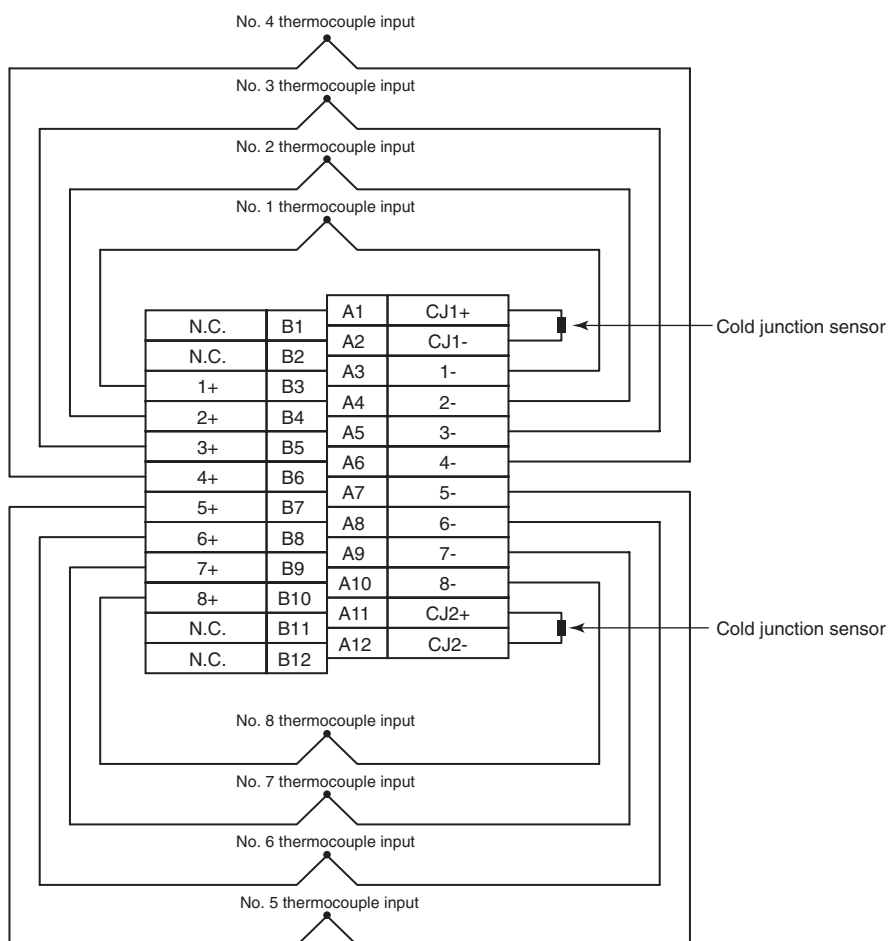 No. 4 thermocouple input
No. 3 thermocouple input
No. 2 thermocouple input
No. 1 thermocouple input
A1 CJ1+
N.C. B1
Cold junction sensor
A2 CJ1-
N.C. B2
A3 1-
1+ B3
A4 2-
2+ B4
A5 3-
3+ B5
A6 4-
4+ B6
A7 5-
5+ B7
A8 6-
6+ B8
A9 7-
7+ B9
A10 8-
8+ B10
A11 CJ2+
N.C. B11
Cold junction sensor
A12 CJ2-
N.C. B12
No. 8 thermocouple input
No. 7 thermocouple input
No. 6 thermocouple input
No. 5 thermocouple input